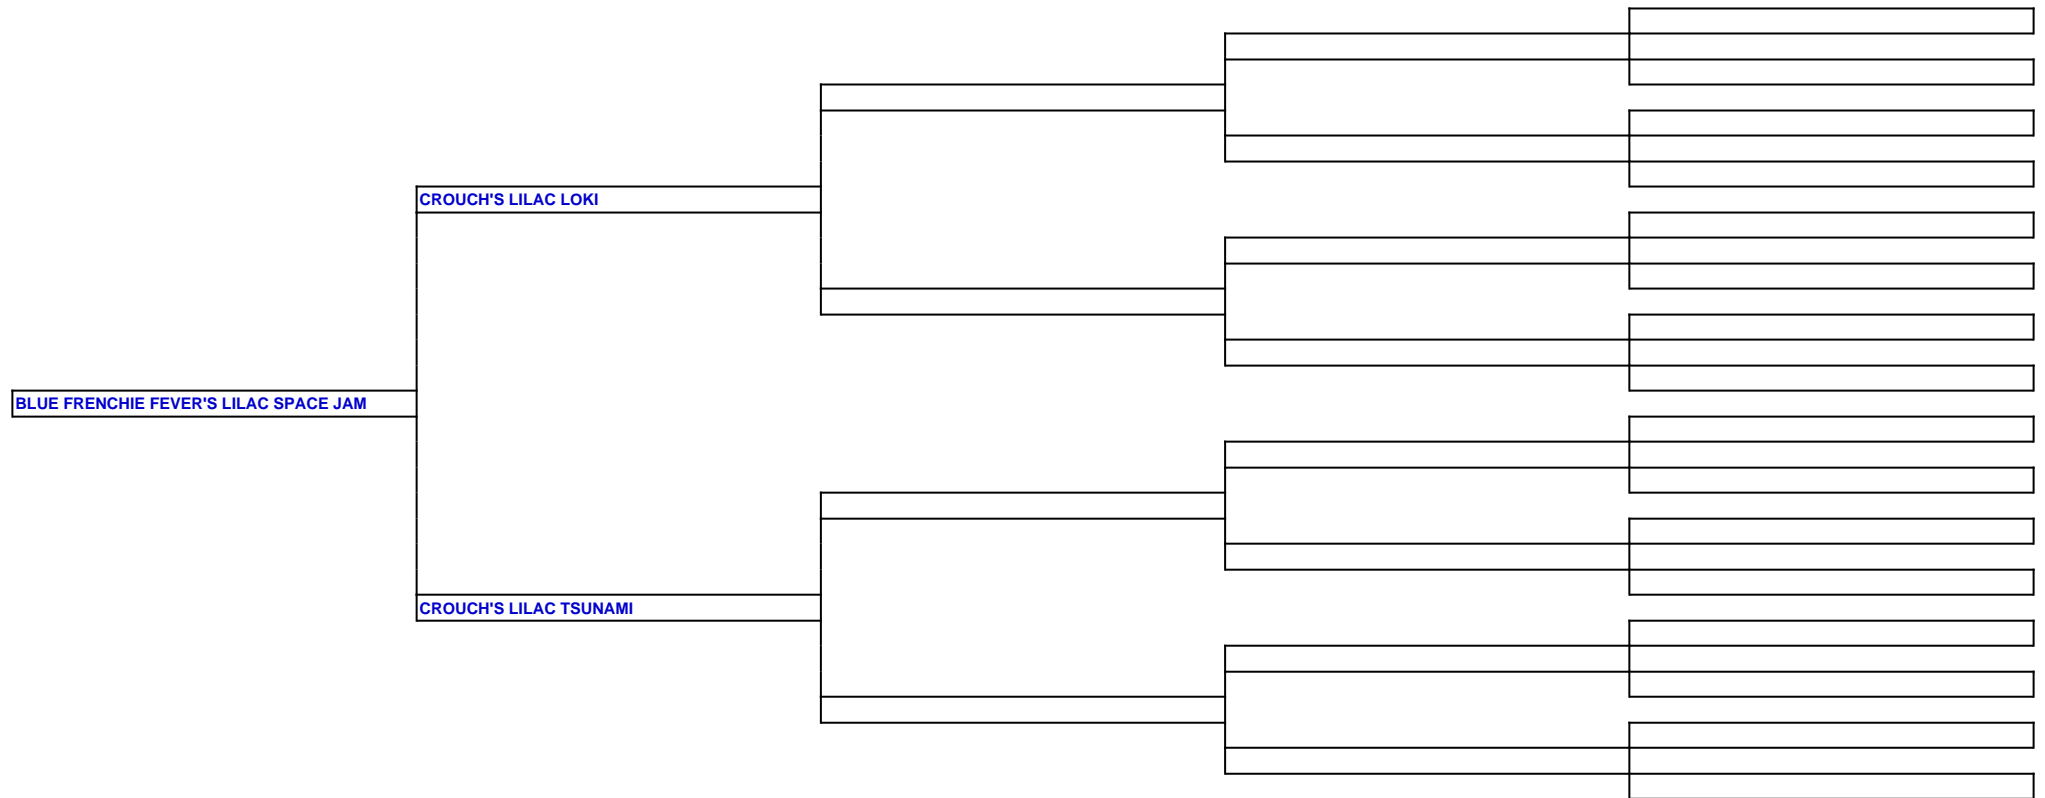 CROUCH'S LILAC LOKI
BLUE FRENCHIE FEVER'S LILAC SPACE JAM
CROUCH'S LILAC TSUNAMI